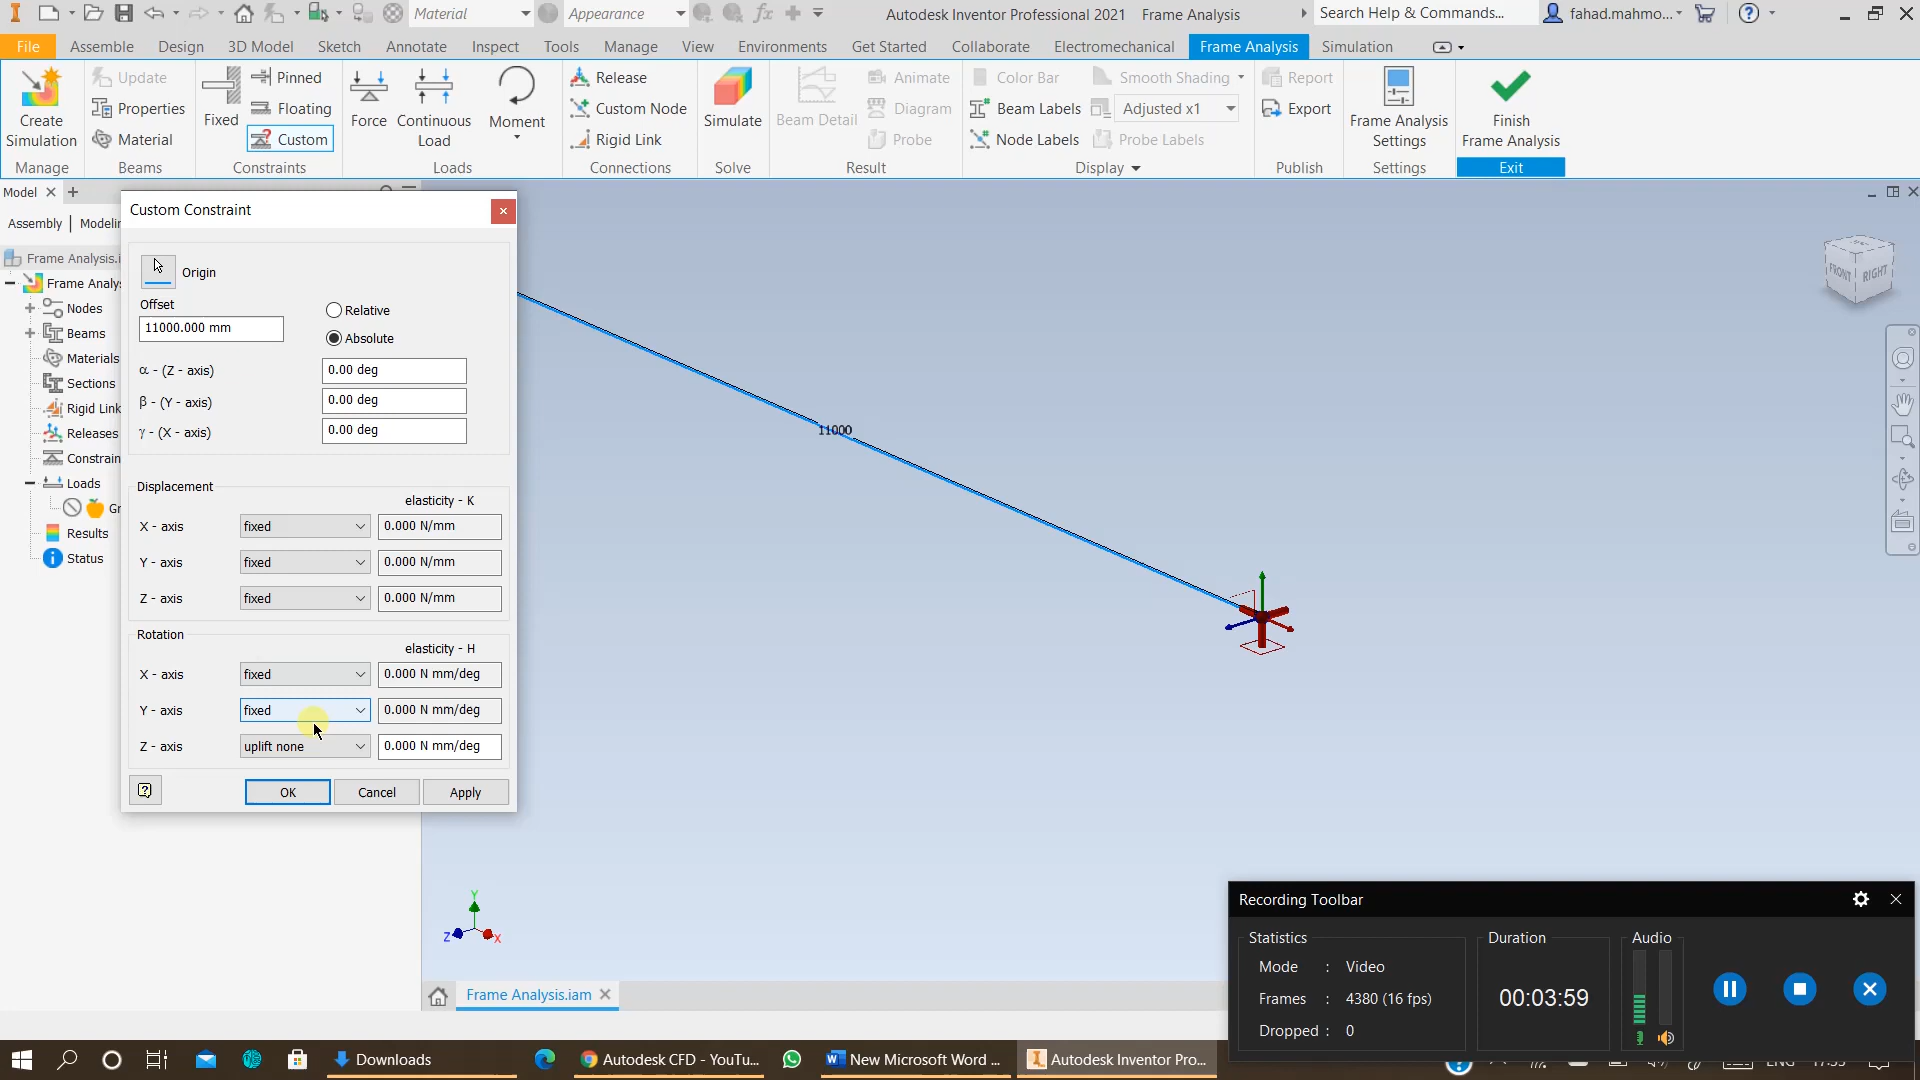 Material
Appearance
fx
Autodesk Inventor Professional 2021 Frame Analysis
Search Help & Commands...
fahad.mahmo...
File
Assemble
Design
3D Model
Sketch
Annotate
Inspect
Tools
Manage
View
Environments
Get Started
Collaborate
Electromechanical
Frame Analysis
Simulation
Create
Simulation
Manage
Update
Properties
Material
Beams
Fixed
Pinned
Floating
Custom
Constraints
Force
Continuous
Load
Moment
Loads
Release
Custom Node
Rigid Link
Connections
Simulate
Solve
Beam Detail
Animate
Diagram
Probe
Result
Color Bar
Beam Labels
Node Labels
Smooth Shading
Adjusted x1
Probe Labels
Display
Report
Export
Publish
Frame Analysis
Settings
Settings
Finish
Frame Analysis
Exit
Model
Assembly
Modelin
Frame Analysis.i
Frame Analys
Nodes
Beams
Materials
Sections
Rigid Link
Releases
Constrain
Loads
Gr
Results
Status
Custom Constraint
Origin
Offset
11000.000 mm
Relative
Absolute
α - (Z - axis)
0.00 deg
β - (Y - axis)
0.00 deg
γ - (X - axis)
0.00 deg
Displacement
elasticity - K
X - axis
fixed
0.000 N/mm
Y - axis
fixed
0.000 N/mm
Z - axis
fixed
0.000 N/mm
Rotation
elasticity - H
X - axis
fixed
0.000 N mm/deg
Y - axis
fixed
0.000 N mm/deg
Z - axis
uplift none
0.000 N mm/deg
OK
Cancel
Apply
11000
FRONT
RIGHT
Y
Z
X
Frame Analysis.iam
Recording Toolbar
Statistics
Mode : Video
Frames : 4380 (16 fps)
Dropped : 0
Duration
00:03:59
Audio
Downloads
Autodesk CFD - YouTu...
New Microsoft Word ...
Autodesk Inventor Pro...